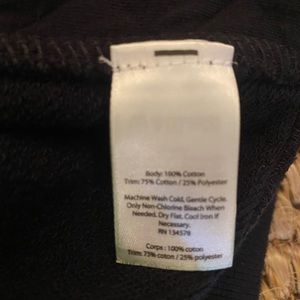 Body: 100% Cotton
Trim: 75% Cotton / 25% Polyester
Machine Wash Cold, Gentle Cycle.
Only Non-Chlorine Bleach When
Needed. Dry Flat. Cool Iron If
Necessary.
RN 134579
Corps : 100% coton
Trim: 75% coton / 25% polyester